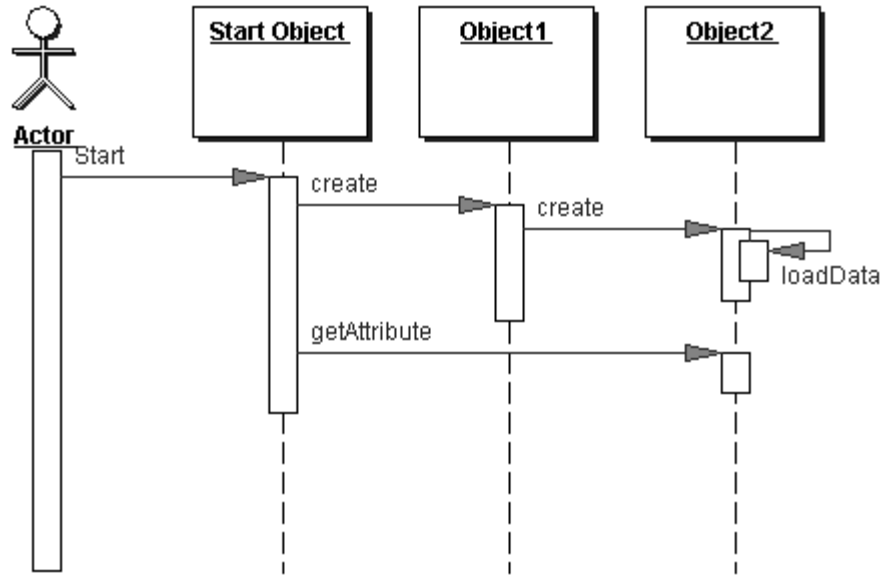 Start Object
Object1
Object2
Actor
Start
create
create
loadData
getAttribute